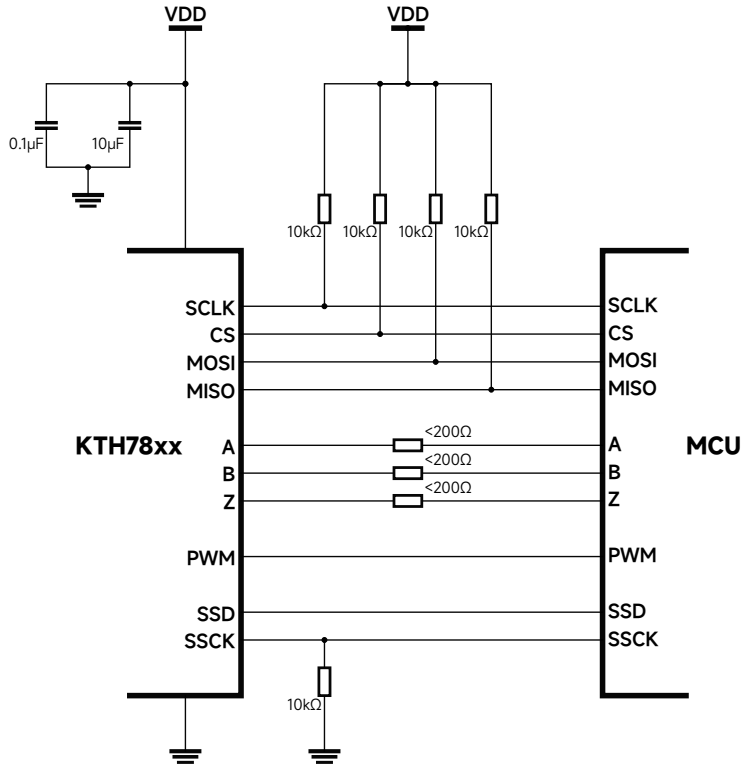 VDD VDD
0.1μF 10μF
10kΩ 10kΩ 10kΩ 10kΩ
SCLK SCLK
CS CS
MOSI MOSI
MISO MISO
<200Ω
KTH78xx A A MCU
<200Ω
B B
<200Ω
Z Z
PWM PWM
SSD SSD
SSCK SSCK
10kΩ